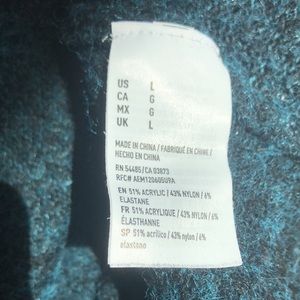 US L
CA G
MX G
UK L
MADE IN CHINA / FABRIQUÉ EN CHINE /
HECHO EN CHINA
RN 54485/CA 03873
RFC# AEM120605U9A
EN 51% ACRYLIC / 43% NYLON / 6%
ELASTANE
FR 51% ACRYLIQUE / 43% NYLON / 6%
ÉLASTHANNE
SP 51% acrílico / 43% nylon / 6%
elastano